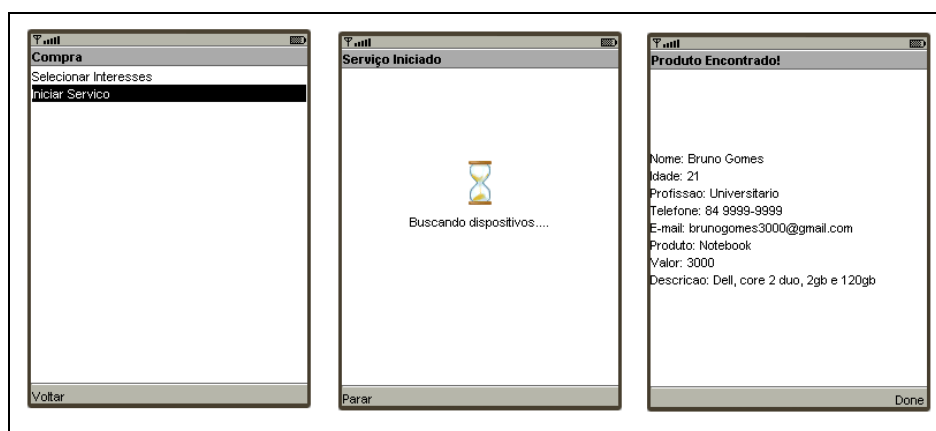 Compra
Selecionar Interesses
Iniciar Servico
Voltar
Serviço Iniciado
Buscando dispositivos....
Parar
Produto Encontrado!
Nome: Bruno Gomes
Idade: 21
Profissao: Universitario
Telefone: 84 9999-9999
E-mail: brunogomes3000@gmail.com
Produto: Notebook
Valor: 3000
Descricao: Dell, core 2 duo, 2gb e 120gb
Done